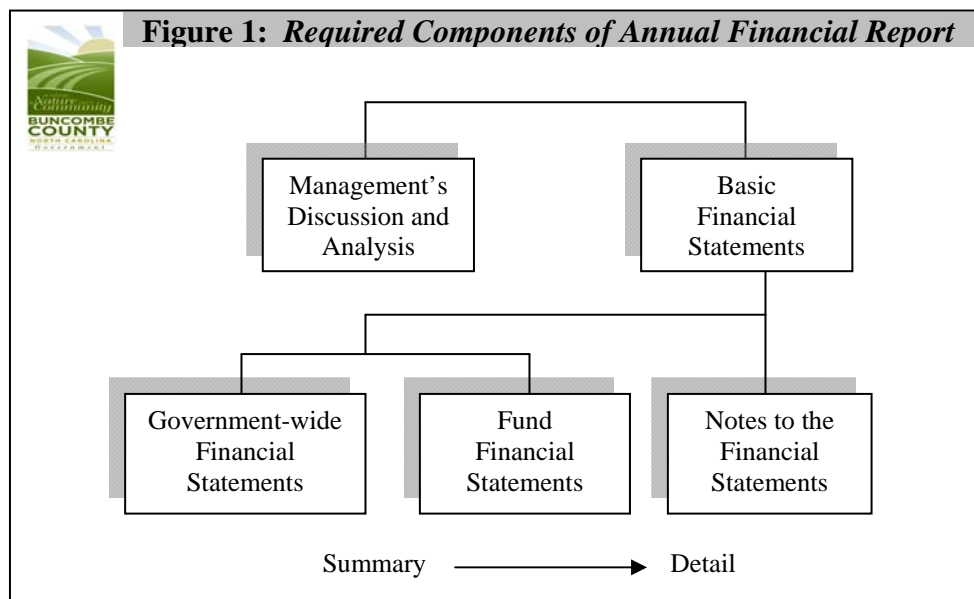 Figure 1: Required Components of Annual Financial Report
Nature
Community
BUNCOMBE
COUNTY
NORTH CAROLINA
Government
Management’s
Discussion and
Analysis
Basic
Financial
Statements
Government-wide
Financial
Statements
Fund
Financial
Statements
Notes to the
Financial
Statements
Summary
Detail